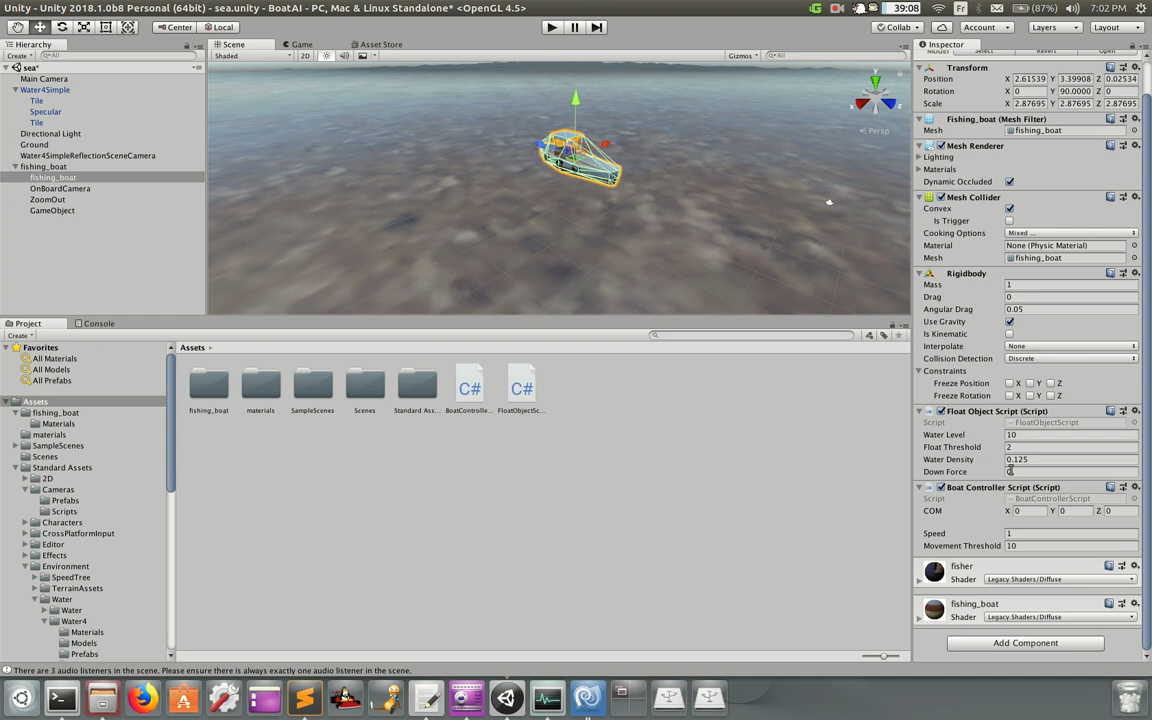 Unity - Unity 2018.1.0b8 Personal (64bit) - sea.unity - BoatAI - PC, Mac & Linux Standalone* <OpenGL 4.5>
39:08
Fr
(87%)
7:02 PM
Center
Local
Collab
Account
Layers
Layout
Hierarchy
Create
All
sea*
Main Camera
Water4Simple
Tile
Specular
Tile
Directional Light
Ground
Water4SimpleReflectionSceneCamera
fishing_boat
fishing_boat
OnBoardCamera
ZoomOut
GameObject
Scene
Game
Asset Store
Shaded
2D
Gizmos
All
y
x
z
Persp
Project
Console
Create
Favorites
All Materials
All Models
All Prefabs
Assets
fishing_boat
Materials
materials
SampleScenes
Scenes
Standard Assets
2D
Cameras
Prefabs
Scripts
Characters
CrossPlatformInput
Editor
Effects
Environment
SpeedTree
TerrainAssets
Water
Water
Water4
Materials
Models
Prefabs
Assets
fishing_boat
materials
SampleScenes
Scenes
Standard Ass...
C#
BoatControlle...
C#
FloatObjectSc...
Inspector
Model
Select
Revert
Open
Transform
Position X 2.61539 Y 3.39908 Z 0.02534
Rotation X 0 Y 90.0000 Z 0
Scale X 2.87695 Y 2.87695 Z 2.87695
Fishing_boat (Mesh Filter)
Mesh fishing_boat
Mesh Renderer
Lighting
Materials
Dynamic Occluded
Mesh Collider
Convex
Is Trigger
Cooking Options Mixed ...
Material None (Physic Material)
Mesh fishing_boat
Rigidbody
Mass 1
Drag 0
Angular Drag 0.05
Use Gravity
Is Kinematic
Interpolate None
Collision Detection Discrete
Constraints
Freeze Position X Y Z
Freeze Rotation X Y Z
Float Object Script (Script)
Script FloatObjectScript
Water Level 10
Float Threshold 2
Water Density 0.125
Down Force
Boat Controller Script (Script)
Script BoatControllerScript
COM X 0 Y 0 Z 0
Speed 1
Movement Threshold 10
fisher
Shader Legacy Shaders/Diffuse
fishing_boat
Shader Legacy Shaders/Diffuse
Add Component
There are 3 audio listeners in the scene. Please ensure there is always exactly one audio listener in the scene.